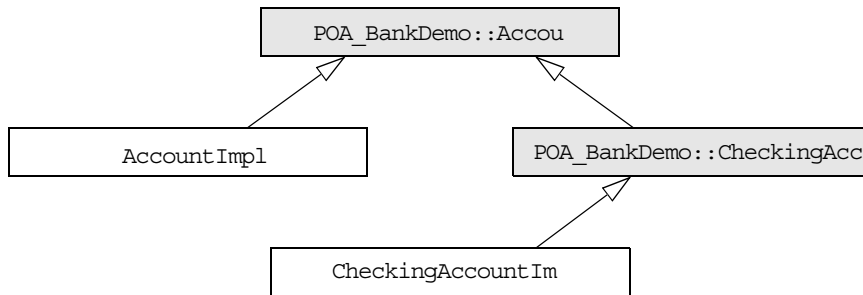 POA_BankDemo::Accou
AccountImpl
POA_BankDemo::CheckingAcc
CheckingAccountIm